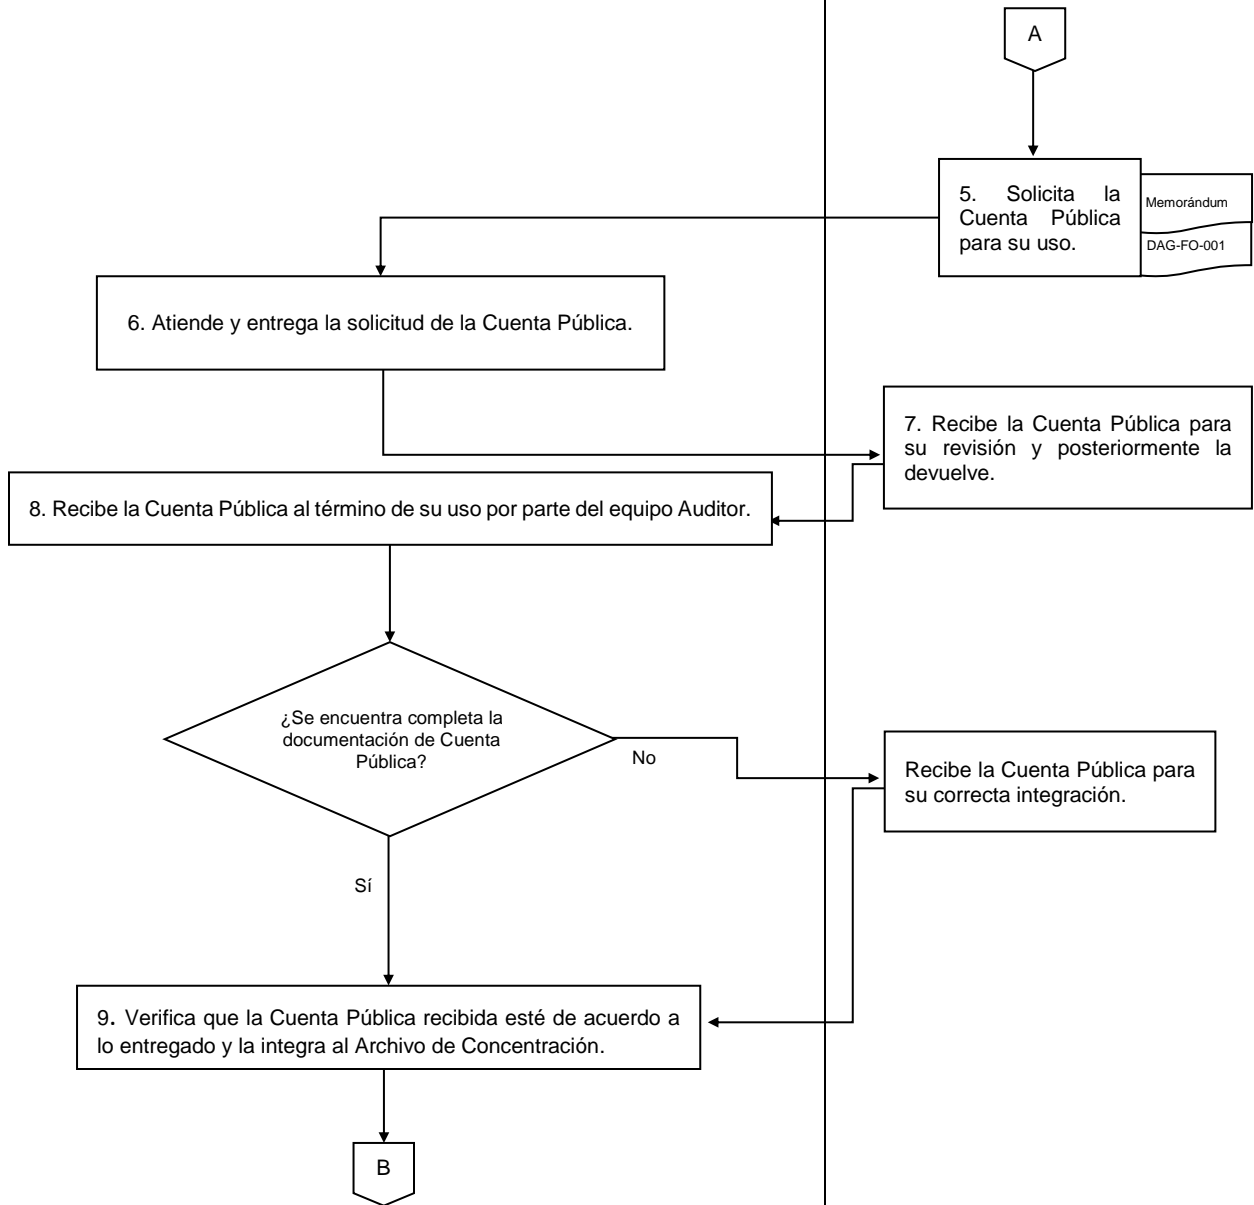 A
5. Solicita la
Cuenta Pública
para su uso.
Memorándum
DAG-FO-001
6. Atiende y entrega la solicitud de la Cuenta Pública.
7. Recibe la Cuenta Pública para
su revisión y posteriormente la
devuelve.
8. Recibe la Cuenta Pública al término de su uso por parte del equipo Auditor.
¿Se encuentra completa la
documentación de Cuenta
Pública?
No
Recibe la Cuenta Pública para
su correcta integración.
Sí
9. Verifica que la Cuenta Pública recibida esté de acuerdo a
lo entregado y la integra al Archivo de Concentración.
B